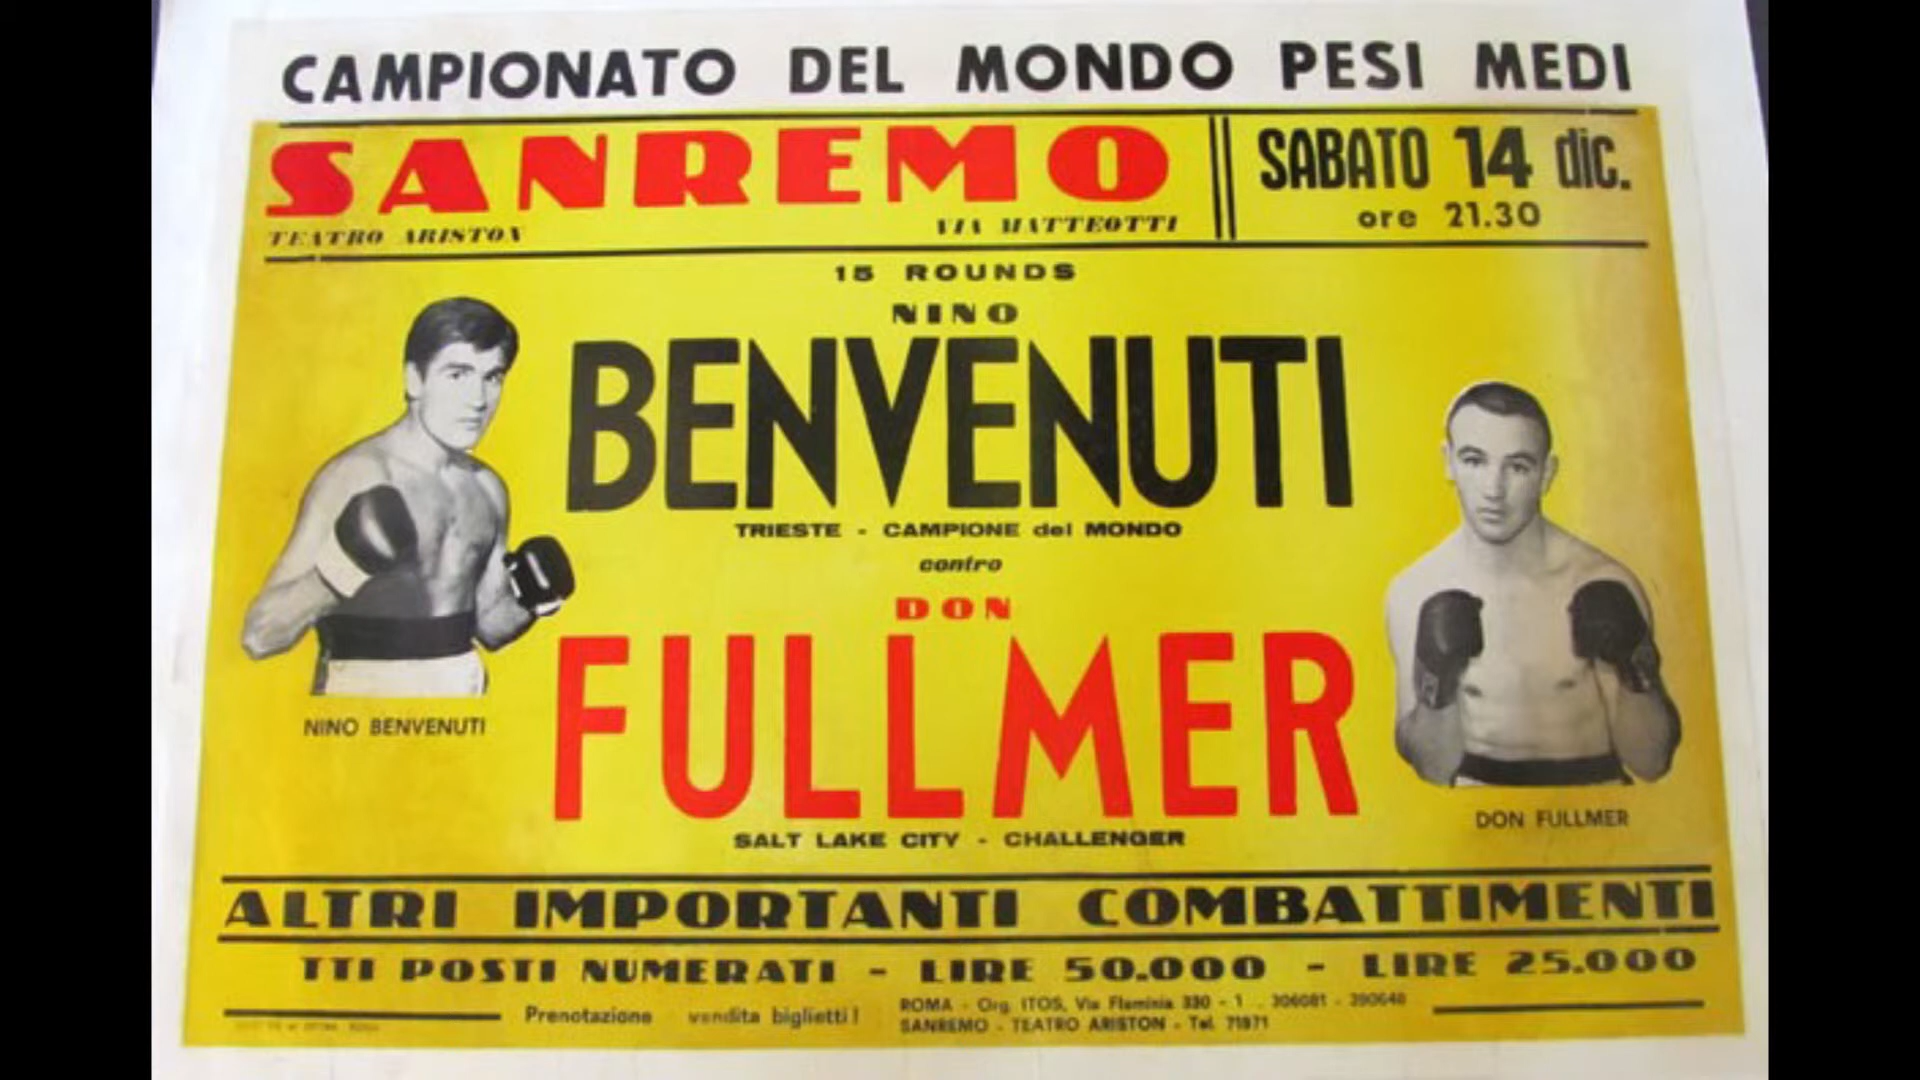 CAMPIONATO DEL MONDO PESI MEDI
SANREMO
TEATRO ARISTON VIA MATTEOTTI
SABATO 14 dic.
ore 21.30
15 ROUNDS
NINO
BENVENUTI
TRIESTE - CAMPIONE del MONDO
contro
DON
FULLMER
SALT LAKE CITY - CHALLENGER
NINO BENVENUTI
DON FULLMER
ALTRI IMPORTANTI COMBATTIMENTI
TTI POSTI NUMERATI - LIRE 50.000 - LIRE 25.000
Prenotazione vendita biglietti
ROMA - Org. ITOS, Via Flaminia 330 - 1 . 306081 - 390640
SANREMO - TEATRO ARISTON - Tel. 71971